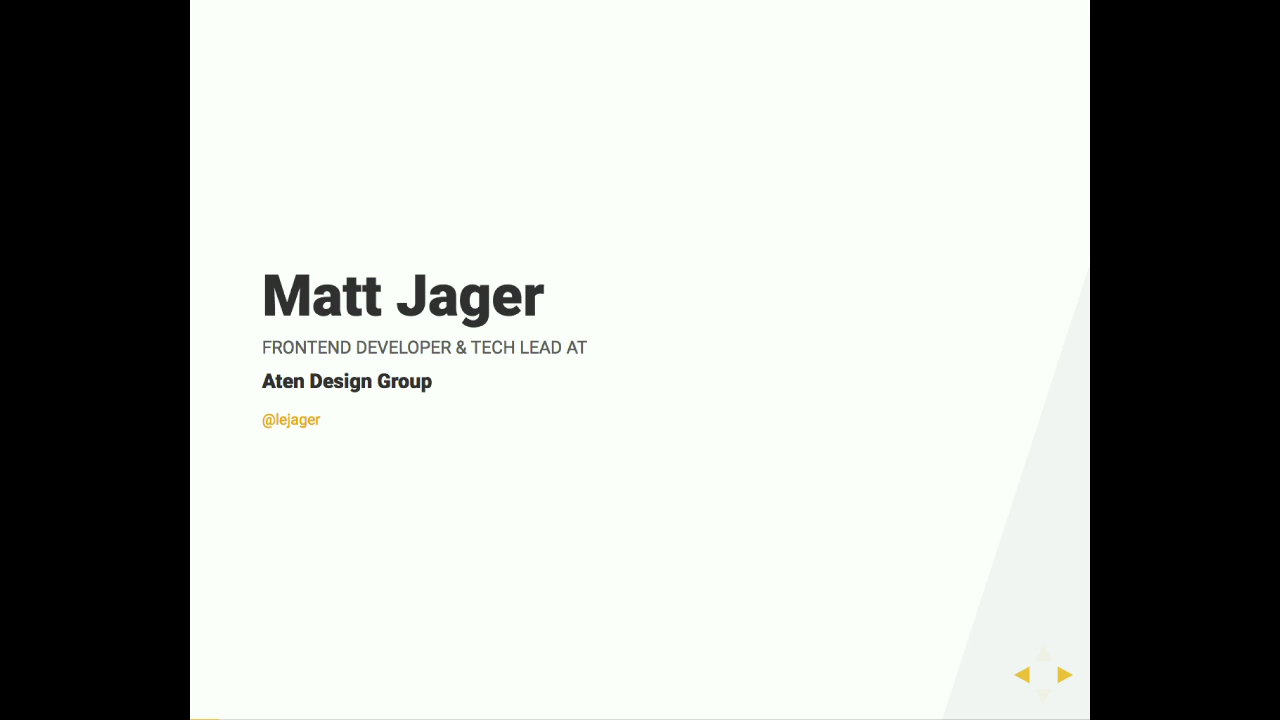 Matt Jager
FRONTEND DEVELOPER & TECH LEAD AT
Aten Design Group
@lejager